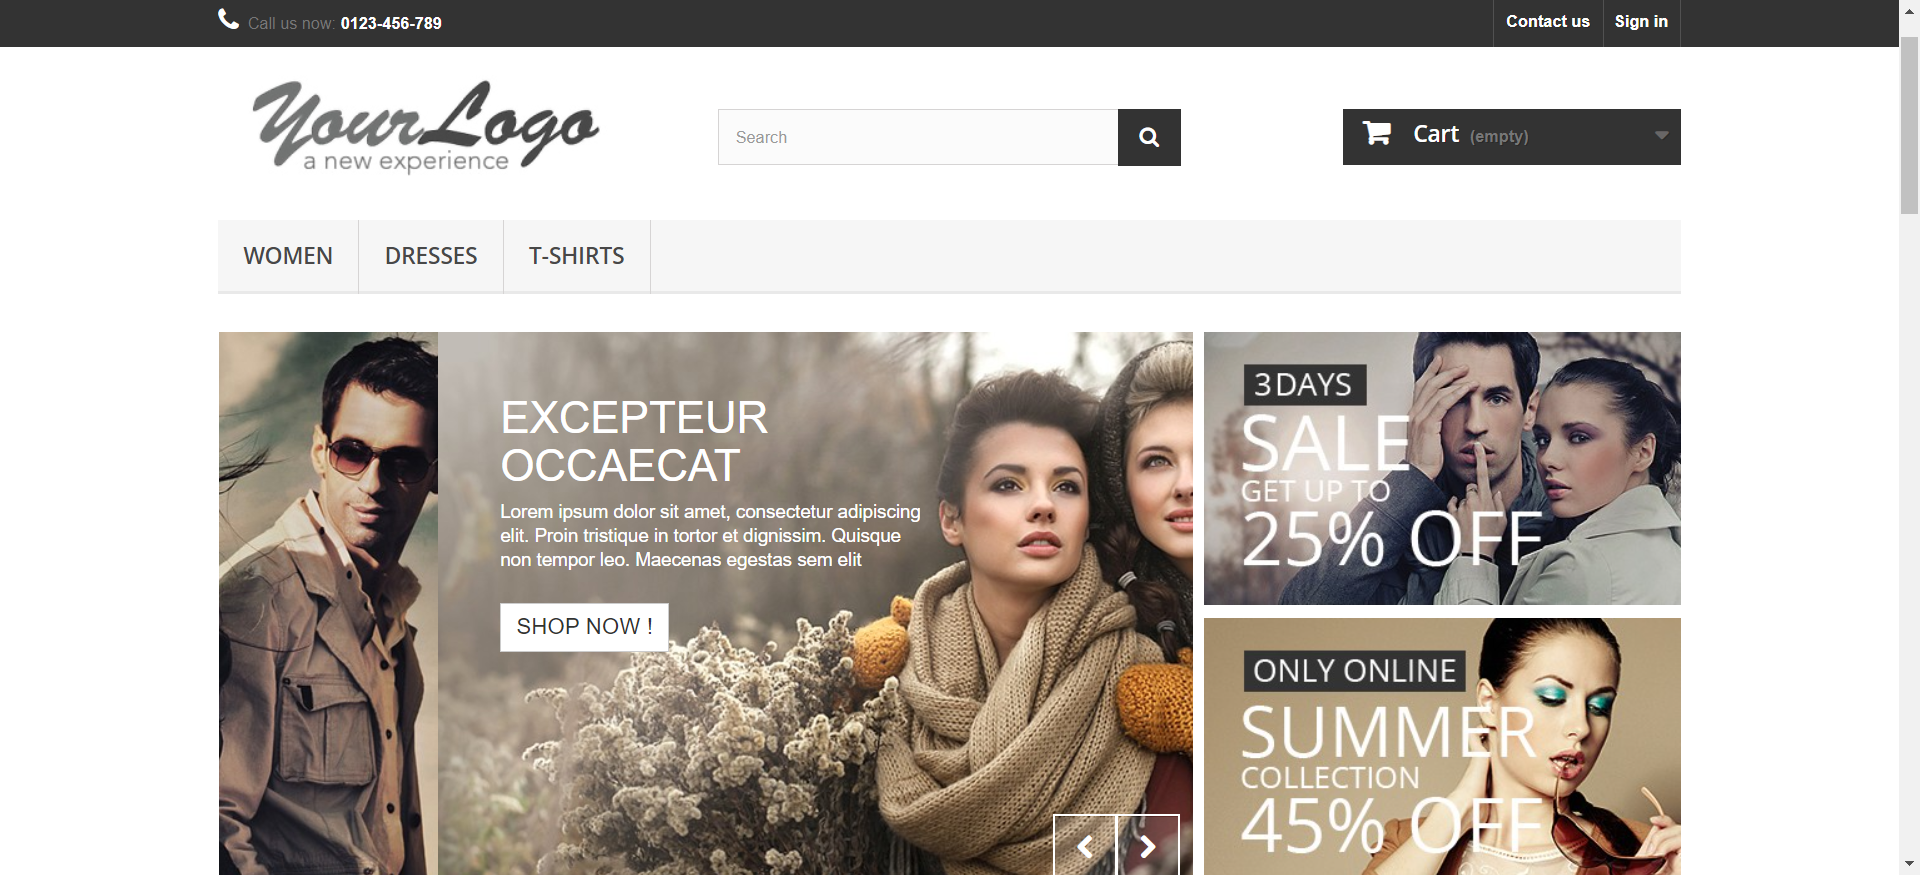 Call us now: 0123-456-789
Contact us
Sign in
YourLogo
a new experience
Search
Cart (empty)
WOMEN
DRESSES
T-SHIRTS
EXCEPTEUR
OCCAECAT
Lorem ipsum dolor sit amet, consectetur adipiscing
elit. Proin tristique in tortor et dignissim. Quisque
non tempor leo. Maecenas egestas sem elit
SHOP NOW !
3 DAYS
SALE
GET UP TO
25% OFF
ONLY ONLINE
SUMMER
COLLECTION
45% OFF